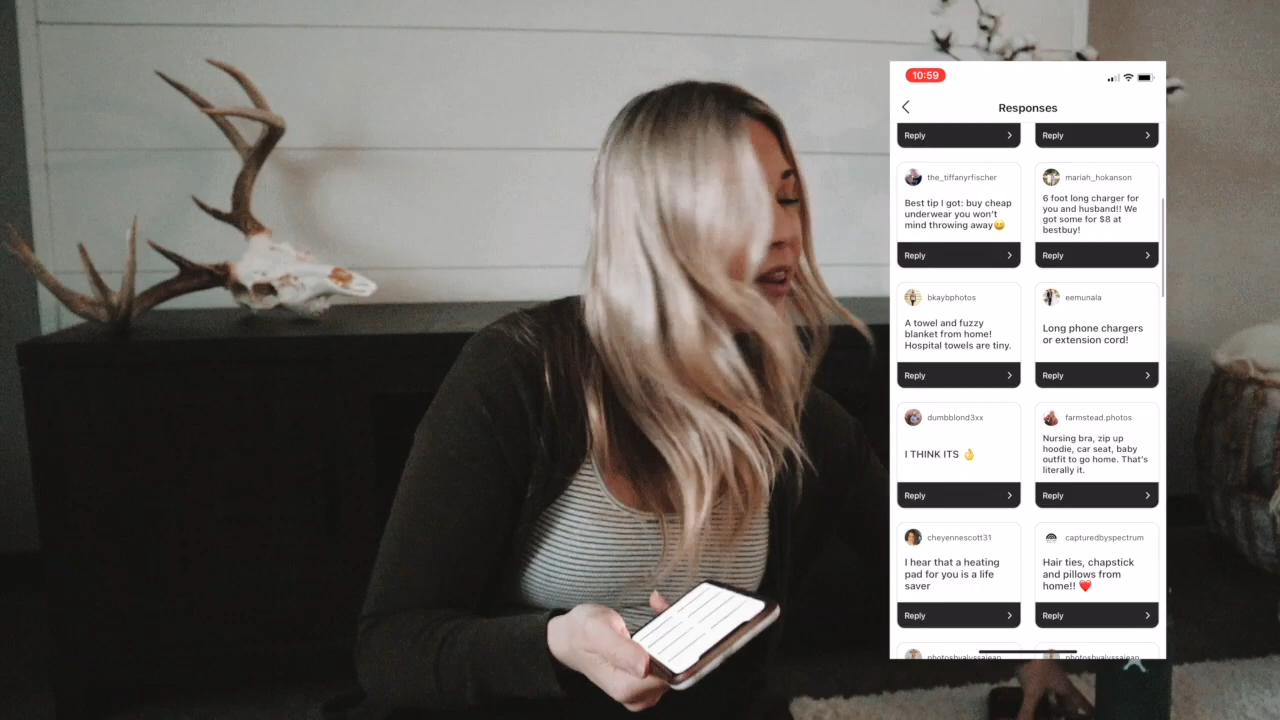 10:59
Responses
Reply
Reply
the_tiffanyrfischer
Best tip I got: buy cheap
underwear you won't
mind throwing away😄
Reply
mariah_hokanson
6 foot long charger for
you and husband!! We
got some for $8 at
bestbuy!
Reply
bkaybphotos
A towel and fuzzy
blanket from home!
Hospital towels are tiny.
Reply
eemunala
Long phone chargers
or extension cord!
Reply
dumbblond3xx
I THINK ITS 👌
Reply
farmstead.photos
Nursing bra, zip up
hoodie, car seat, baby
outfit to go home. That's
literally it.
Reply
cheyennescott31
I hear that a heating
pad for you is a life
saver
Reply
capturedbyspectrum
Hair ties, chapstick
and pillows from
home!! ❤️
Reply
photosbyalyssajean
photosbyalyssajean